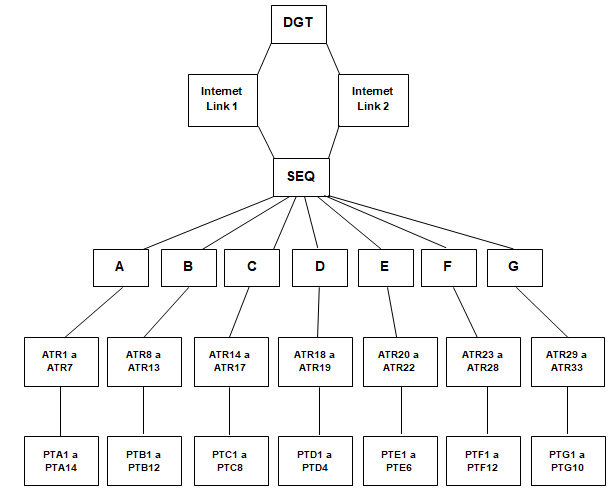 DGT
Internet
Link 1
Internet
Link 2
SEQ
A
B
C
D
E
F
G
ATR1 a
ATR7
ATR8 a
ATR13
ATR14 a
ATR17
ATR18 a
ATR19
ATR20 a
ATR22
ATR23 a
ATR28
ATR29 a
ATR33
PTA1 a
PTA14
PTB1 a
PTB12
PTC1 a
PTC8
PTD1 a
PTD4
PTE1 a
PTE6
PTF1 a
PTF12
PTG1 a
PTG10